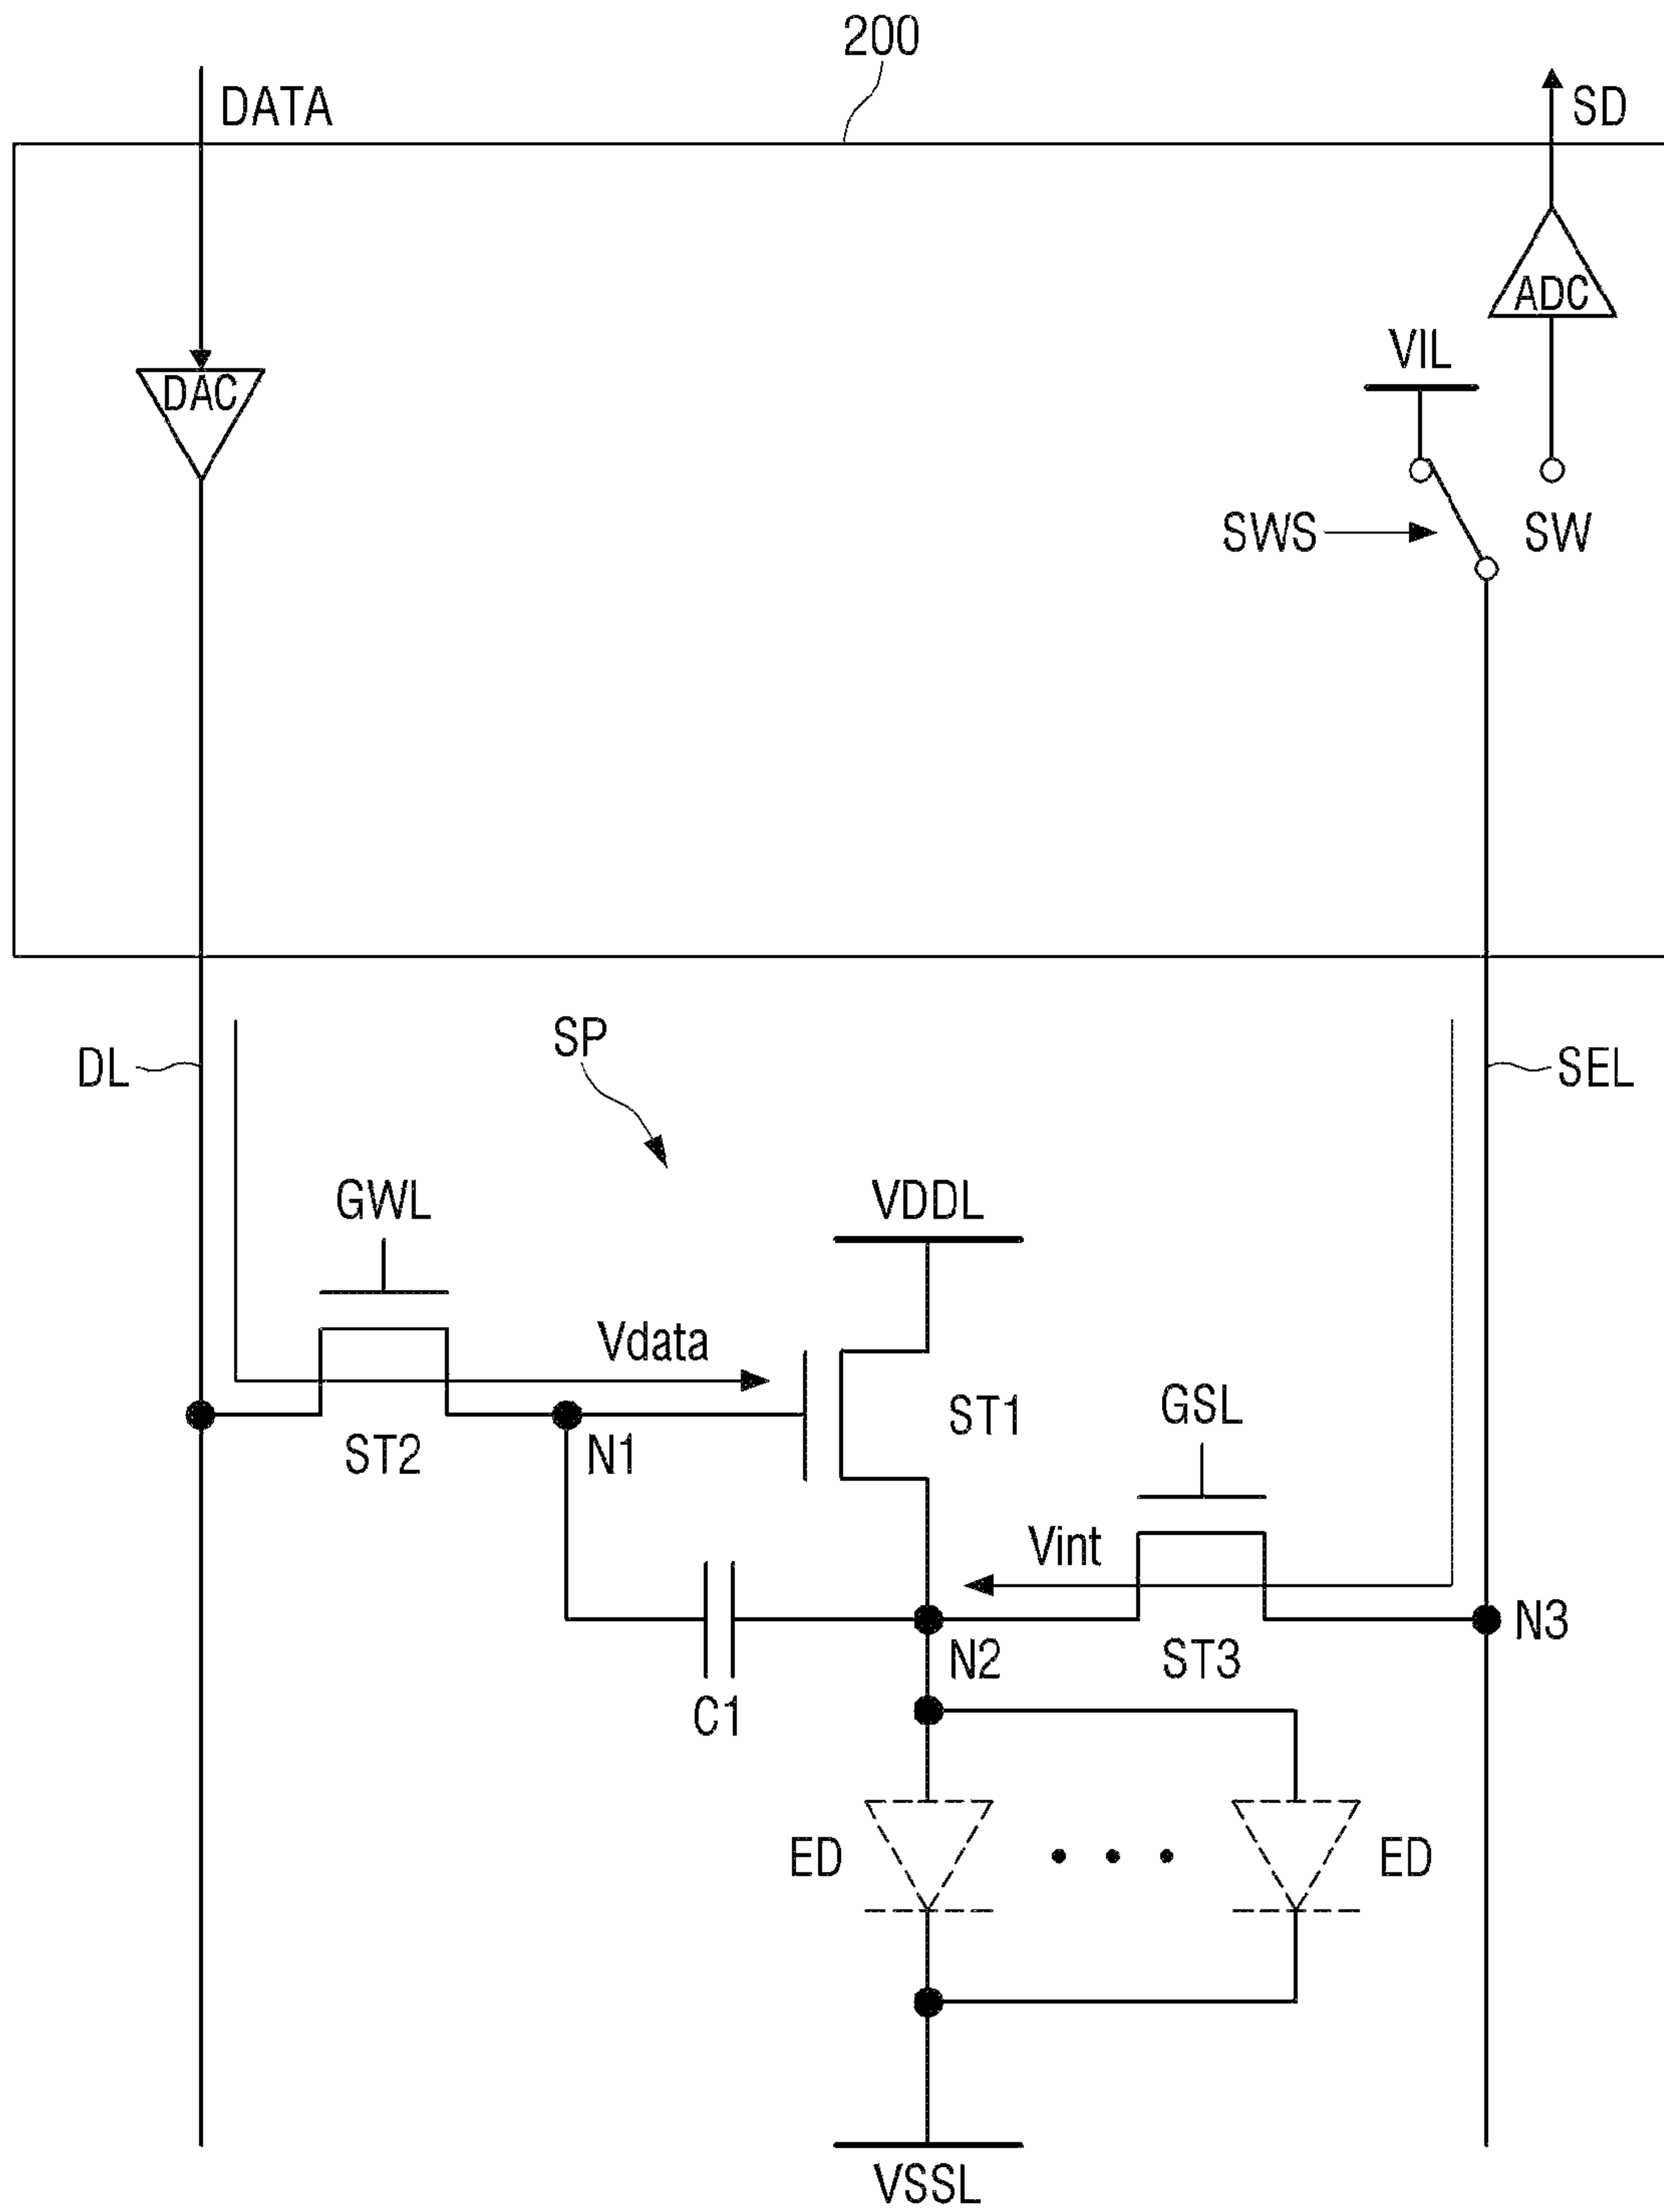 200
DATA
SD
ADC
VIL
DAC
SWS
SW
DL
SP
SEL
GWL
VDDL
Vdata
GSL
ST1
ST2
N1
Vint
N3
N2
ST3
C1
ED
ED
VSSL